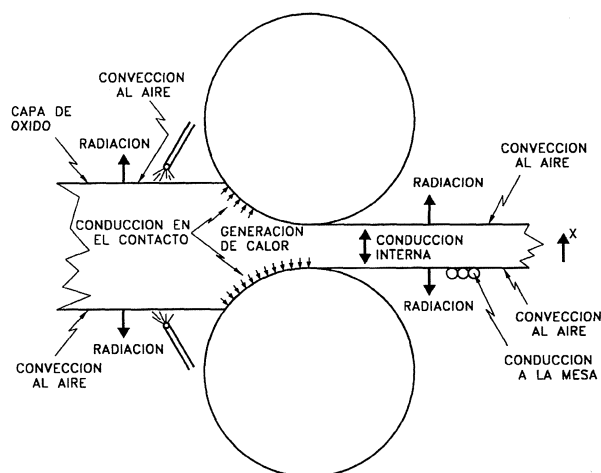 CONVECCION
AL AIRE
CAPA DE
OXIDO
RADIACION
CONVECCION
AL AIRE
RADIACION
CONDUCCION EN
EL CONTACTO
GENERACION
DE CALOR
CONDUCCION
INTERNA
X
RADIACION
RADIACION
CONVECCION
AL AIRE
CONVECCION
AL AIRE
CONDUCCION
A LA MESA